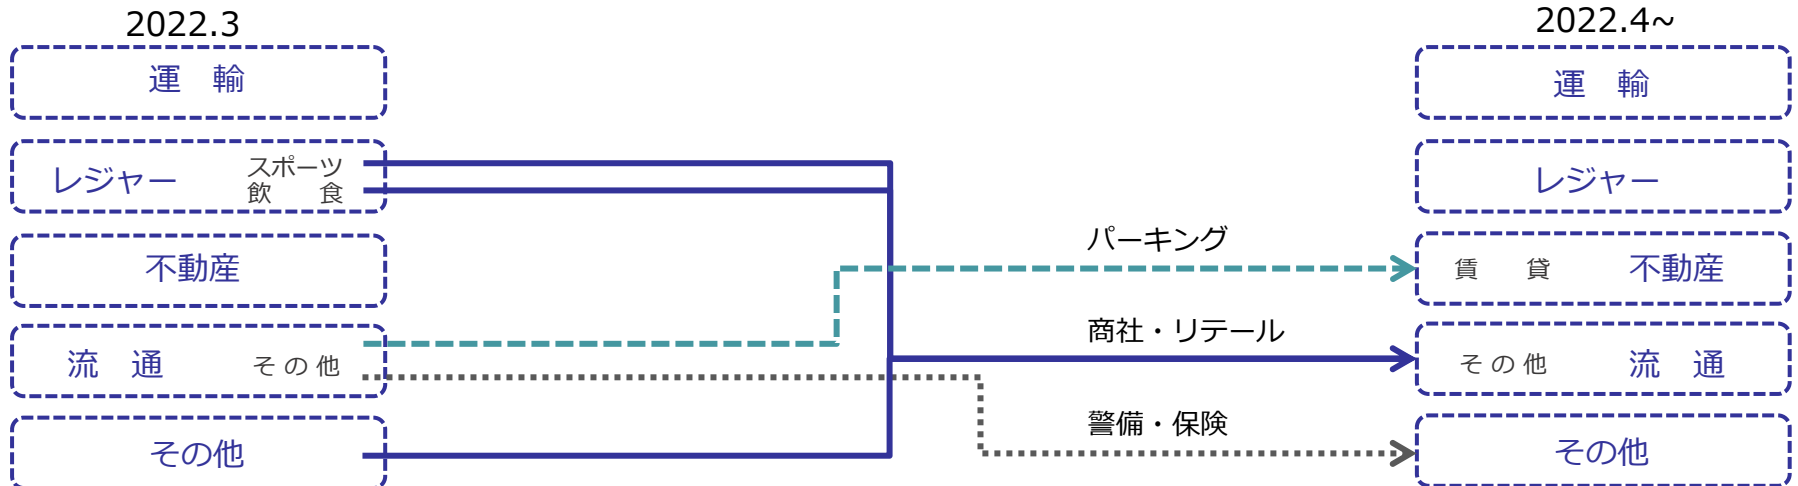 2022.3
2022.4~
運　輸
運　輸
レジャー
スポーツ
飲　　食
レジャー
パーキング
不動産
賃　　貸
不動産
商社・リテール
流　通
そ の 他
そ の 他
流　通
警備・保険
その他
その他